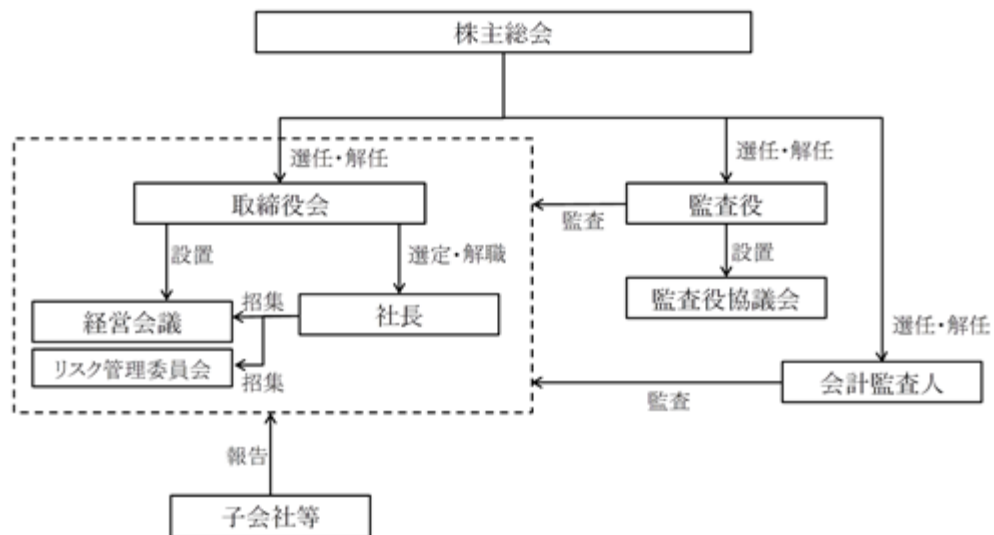 株主総会
選任・解任
選任・解任
取締役会
監査役
監査
設置
選定・解職
設置
監査役協議会
招集
経営会議
社長
選任・解任
リスク管理委員会
招集
会計監査人
監査
報告
子会社等